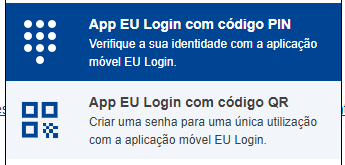 App EU Login com código PIN
Verifique a sua identidade com a aplicação
móvel EU Login.
App EU Login com código QR
Criar uma senha para uma única utilização
com a aplicação móvel EU Login.